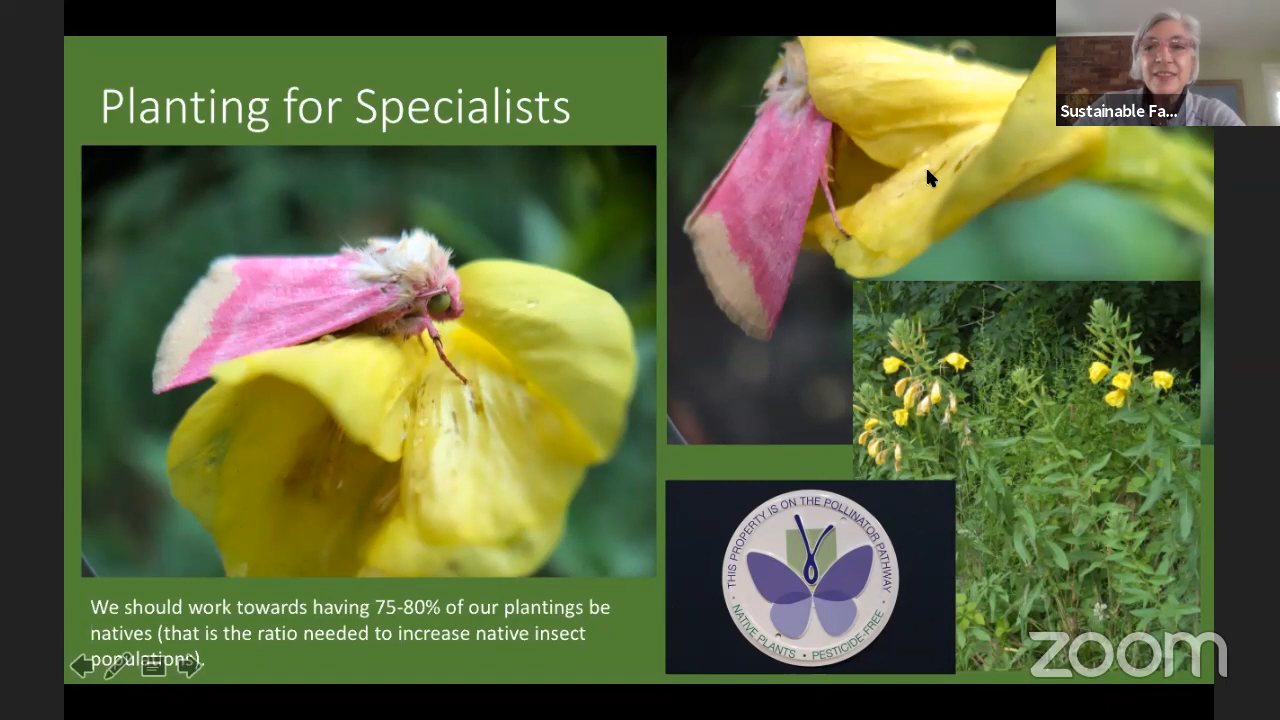 Planting for Specialists
Sustainable Fa...
We should work towards having 75-80% of our plantings be
natives (that is the ratio needed to increase native insect
populations).
THIS PROPERTY IS ON THE POLLINATOR PATHWAY
• NATIVE PLANTS • PESTICIDE-FREE •
zoom